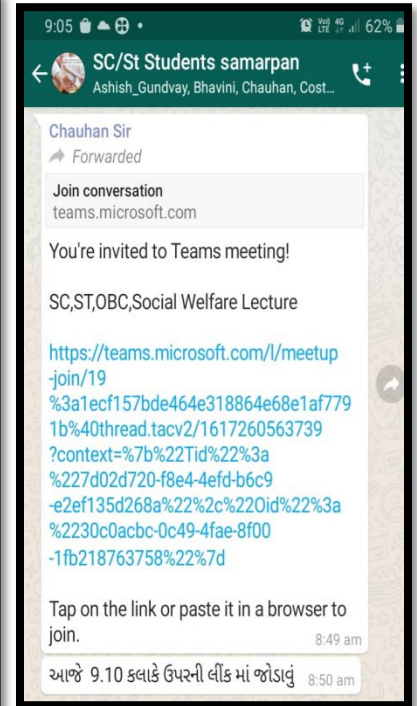 9:05
Vo)) 4G
LTE
62%
SC/St Students samarpan
Ashish_Gundvay, Bhavini, Chauhan, Cost...
Chauhan Sir
Forwarded
Join conversation
teams.microsoft.com
You're invited to Teams meeting!
SC,ST,OBC,Social Welfare Lecture
https://teams.microsoft.com/l/meetup
-join/19
%3a1ecf157bde464e318864e68e1af779
1b%40thread.tacv2/1617260563739
?context=%7b%22Tid%22%3a
%227d02d720-f8e4-4efd-b6c9
-e2ef135d268a%22%2c%22Oid%22%3a
%2230c0acbc-0c49-4fae-8f00
-1fb218763758%22%7d
Tap on the link or paste it in a browser to
join.
8:49 am
આજે 9.10 કલાકે ઉપરની લીંક માં જોડાવું 8:50 am